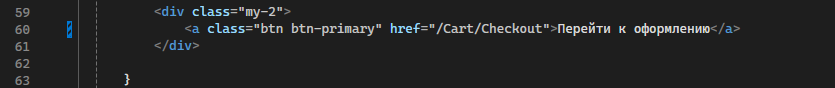 59 <div class="my-2">
60 <a class="btn btn-primary" href="/Cart/Checkout">Перейти к оформлению</a>
61 </div>
62
63 }